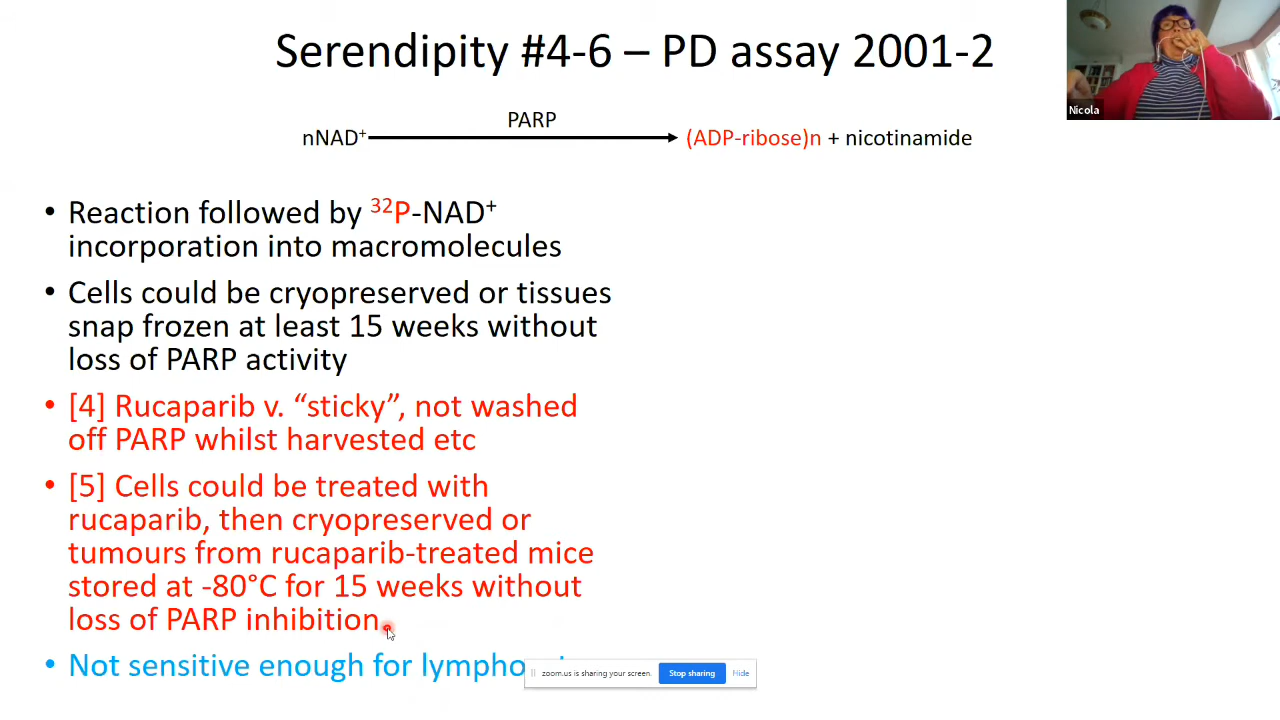 Serendipity #4-6 – PD assay 2001-2
Nicola
PARP
nNAD⁺ (ADP-ribose)n + nicotinamide
• Reaction followed by ³²P-NAD⁺
incorporation into macromolecules
• Cells could be cryopreserved or tissues
snap frozen at least 15 weeks without
loss of PARP activity
• [4] Rucaparib v. “sticky”, not washed
off PARP whilst harvested etc
• [5] Cells could be treated with
rucaparib, then cryopreserved or
tumours from rucaparib-treated mice
stored at -80°C for 15 weeks without
loss of PARP inhibition.
• Not sensitive enough for
zoom.us is sharing your screen. Stop sharing Hide